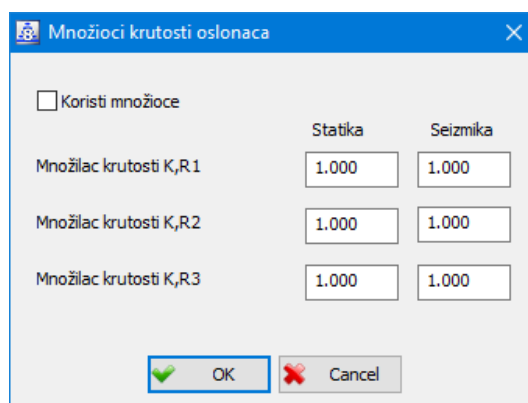 Množioci krutosti oslonaca
Koristi množioce
Statika Seizmika
Množilac krutosti K,R1 1.000 1.000
Množilac krutosti K,R2 1.000 1.000
Množilac krutosti K,R3 1.000 1.000
OK Cancel